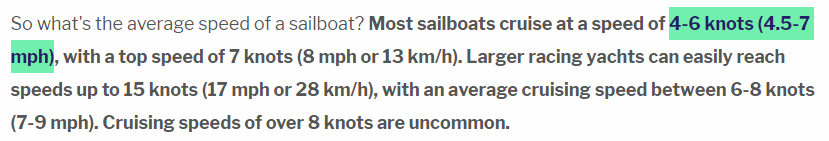 So what's the average speed of a sailboat? Most sailboats cruise at a speed of 4-6 knots (4.5-7
mph), with a top speed of 7 knots (8 mph or 13 km/h). Larger racing yachts can easily reach
speeds up to 15 knots (17 mph or 28 km/h), with an average cruising speed between 6-8 knots
(7-9 mph). Cruising speeds of over 8 knots are uncommon.